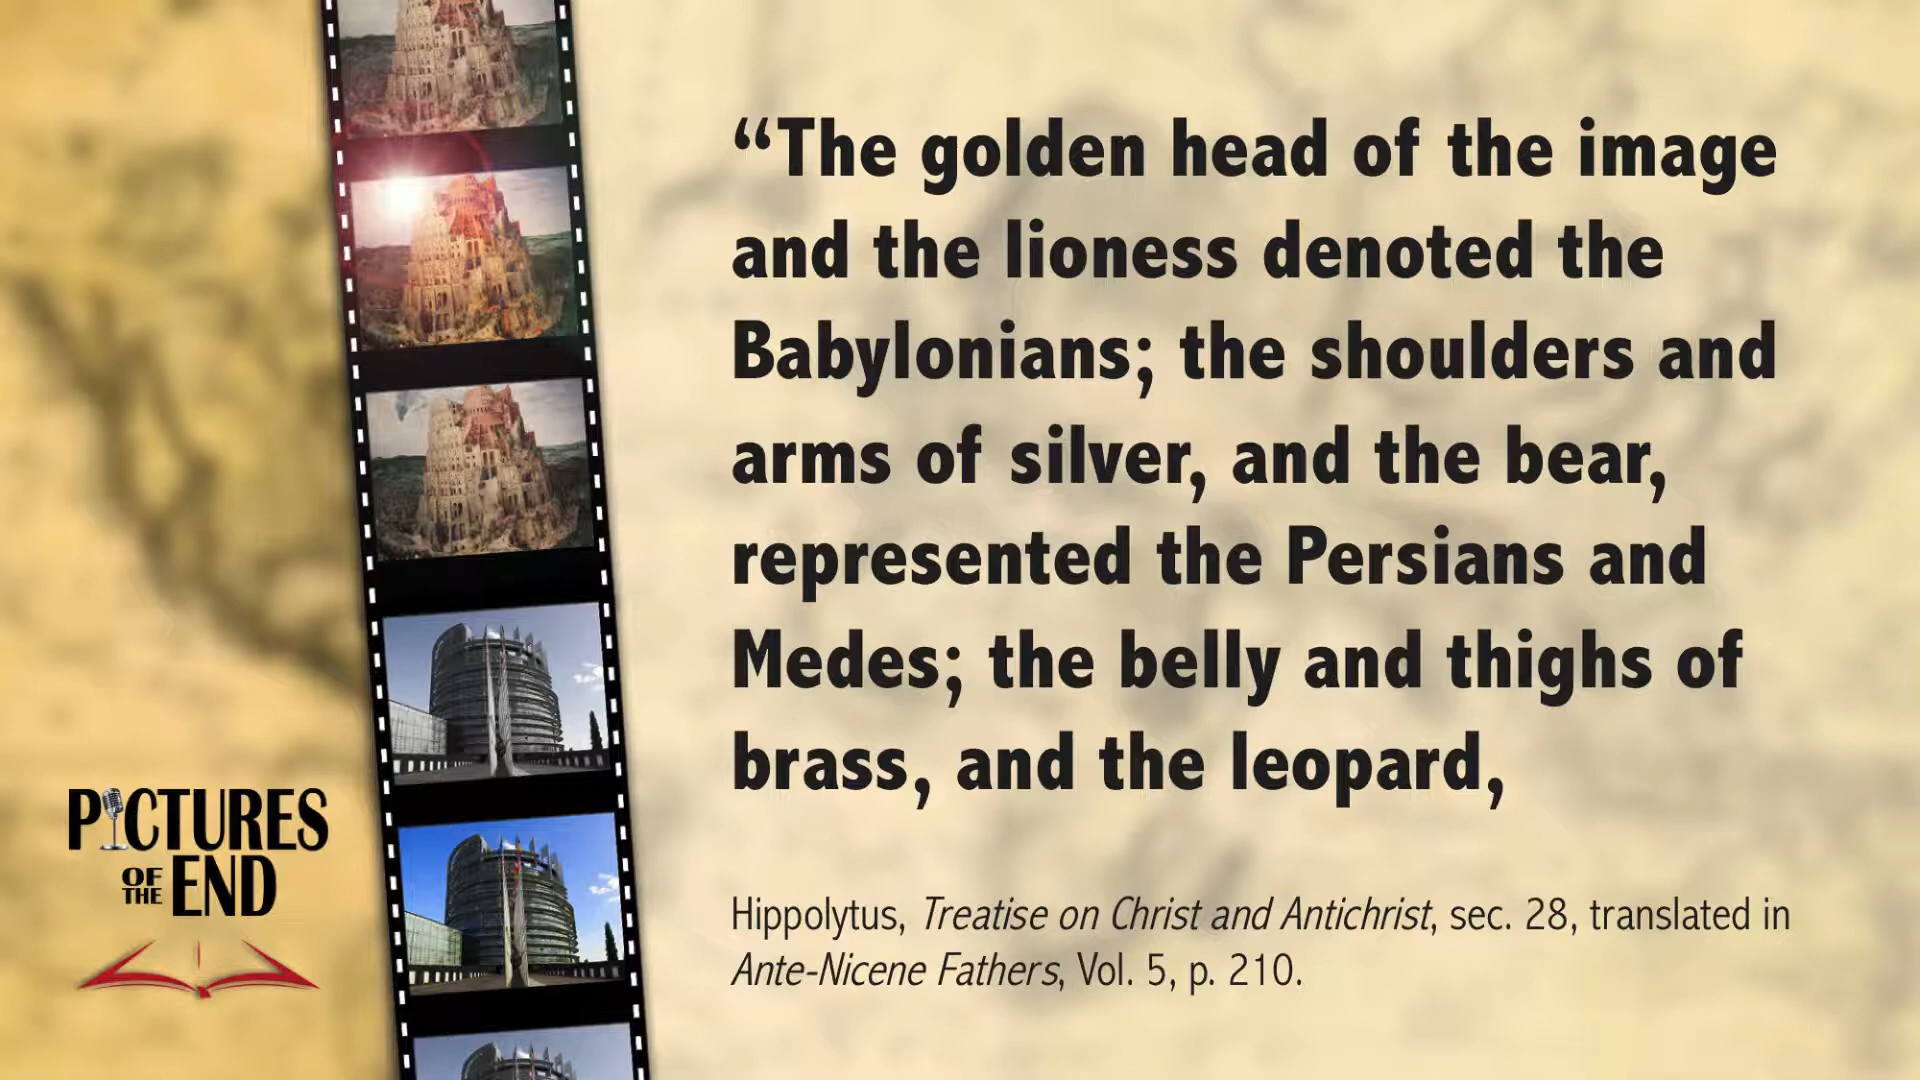 “The golden head of the image
and the lioness denoted the
Babylonians; the shoulders and
arms of silver, and the bear,
represented the Persians and
Medes; the belly and thighs of
brass, and the leopard,
Hippolytus, Treatise on Christ and Antichrist, sec. 28, translated in
Ante-Nicene Fathers, Vol. 5, p. 210.
PICTURES
OF THE END